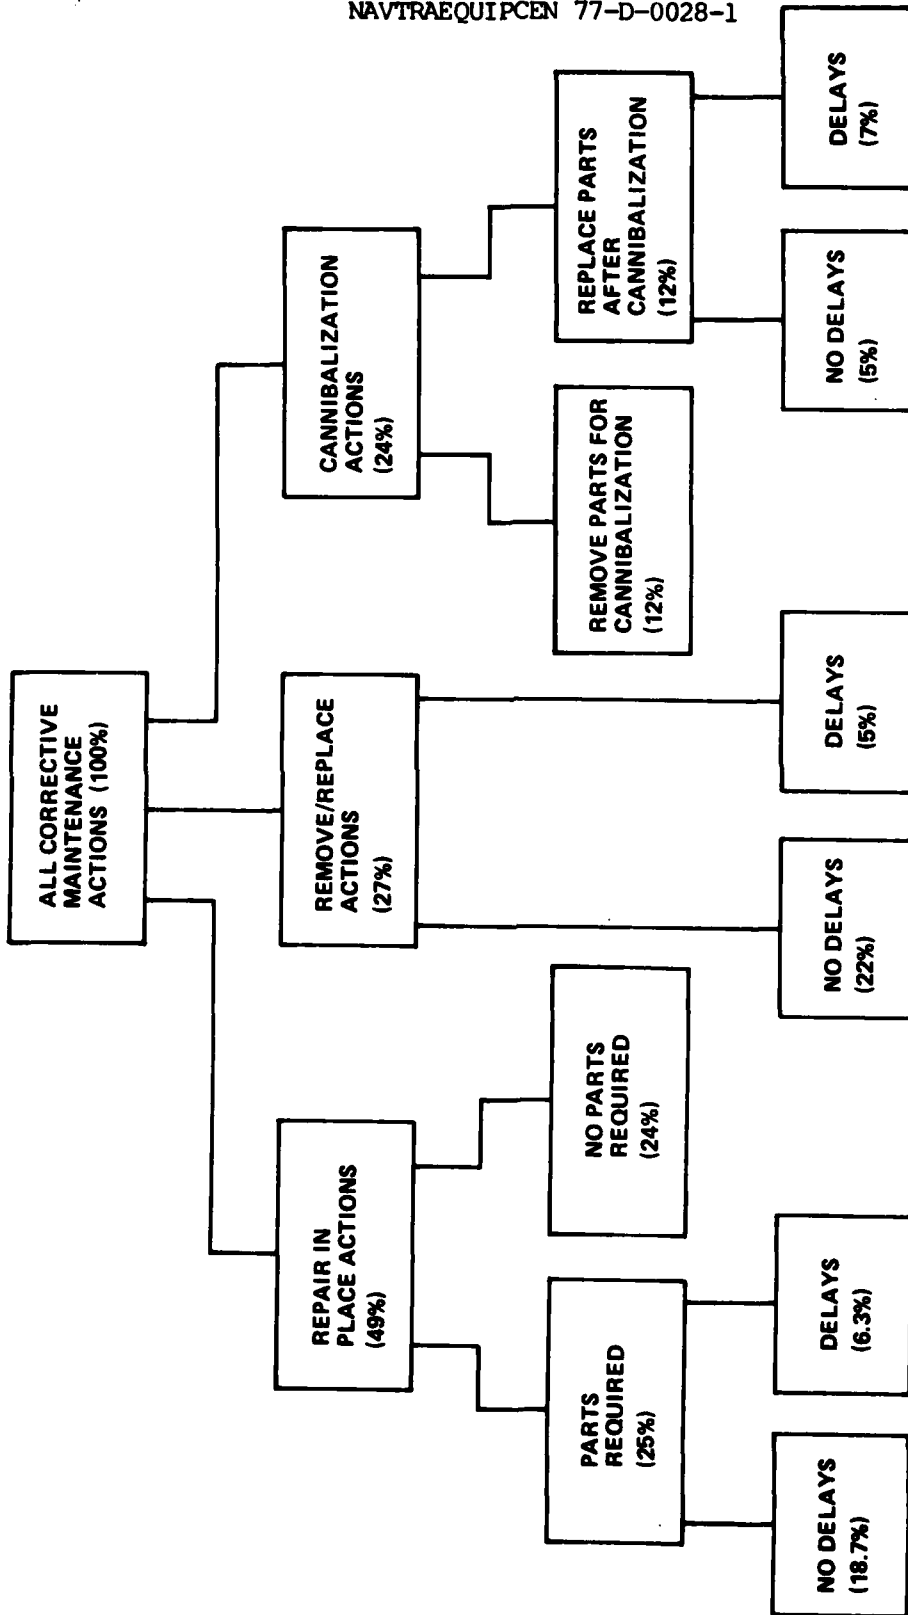 NAVTRAEQUIPCEN 77-D-0028-1
ALL CORRECTIVE
MAINTENANCE
ACTIONS (100%)
REPAIR IN
PLACE ACTIONS
(49%)
REMOVE/REPLACE
ACTIONS
(27%)
CANNIBALIZATION
ACTIONS
(24%)
PARTS
REQUIRED
(25%)
NO PARTS
REQUIRED
(24%)
REMOVE PARTS FOR
CANNIBALIZATION
(12%)
REPLACE PARTS
AFTER
CANNIBALIZATION
(12%)
NO DELAYS
(18.7%)
DELAYS
(6.3%)
NO DELAYS
(22%)
DELAYS
(5%)
NO DELAYS
(5%)
DELAYS
(7%)